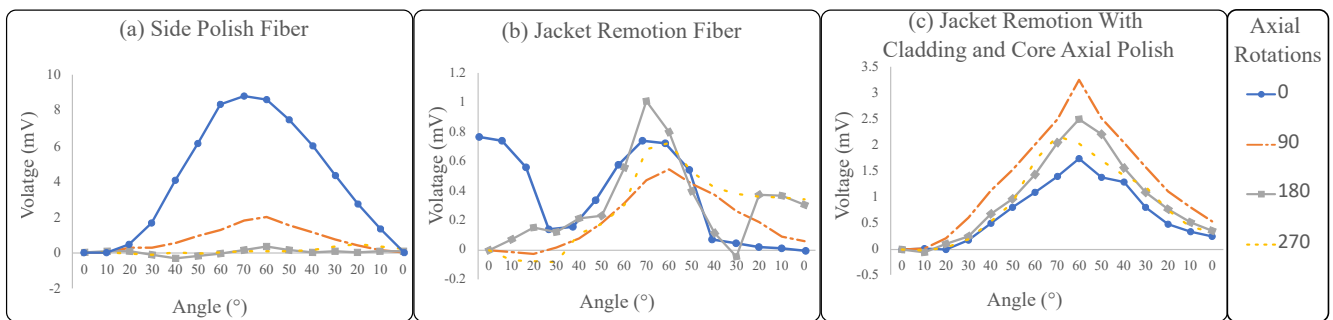 (a) Side Polish Fiber
Volatge (mV)
10
8
6
4
2
0
-2
0 10 20 30 40 50 60 70 60 50 40 30 20 10 0
Angle (°)
(b) Jacket Remotion Fiber
Voltage (mV)
1.2
1
0.8
0.6
0.4
0.2
0
-0.2
0 10 20 30 40 50 60 70 60 50 40 30 20 10 0
Angle (°)
(c) Jacket Remotion With
Cladding and Core Axial Polish
Voltage (mV)
3.5
3
2.5
2
1.5
1
0.5
0
-0.5
0 10 20 30 40 50 60 70 60 50 40 30 20 10 0
Angle (°)
Axial
Rotations
0
90
180
270